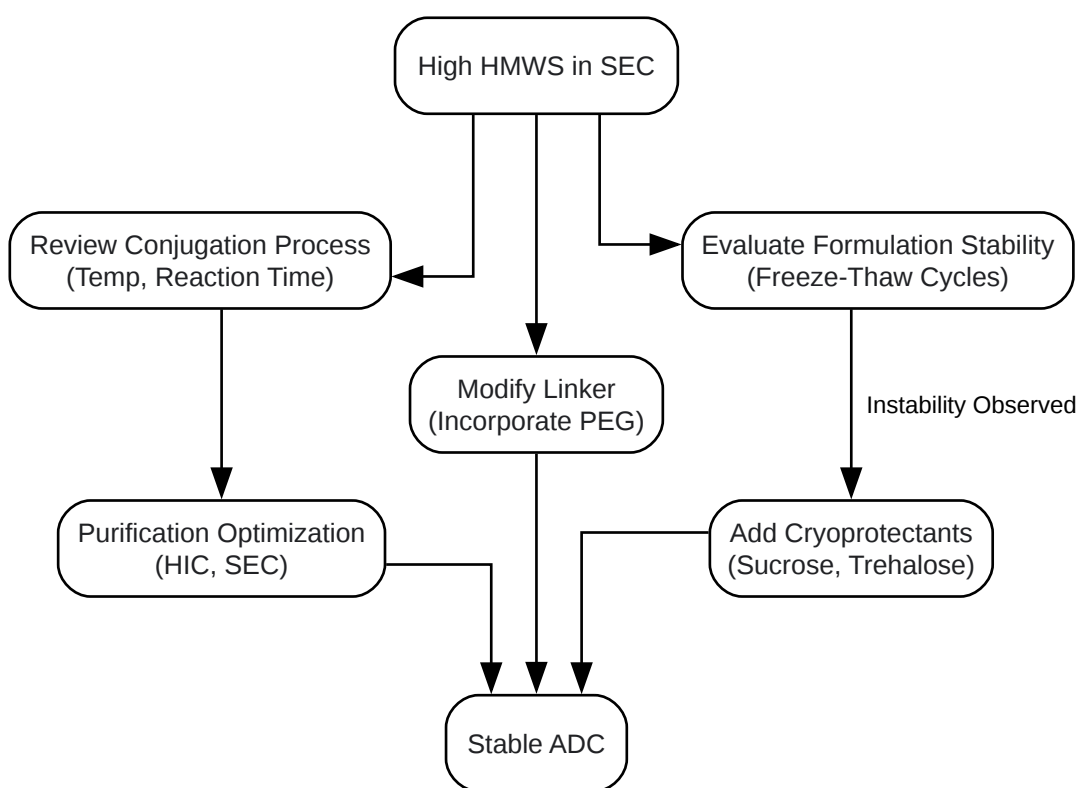 High HMWS in SEC
Review Conjugation Process
(Temp, Reaction Time)
Evaluate Formulation Stability
(Freeze-Thaw Cycles)
Modify Linker
(Incorporate PEG)
Instability Observed
Purification Optimization
(HIC, SEC)
Add Cryoprotectants
(Sucrose, Trehalose)
Stable ADC